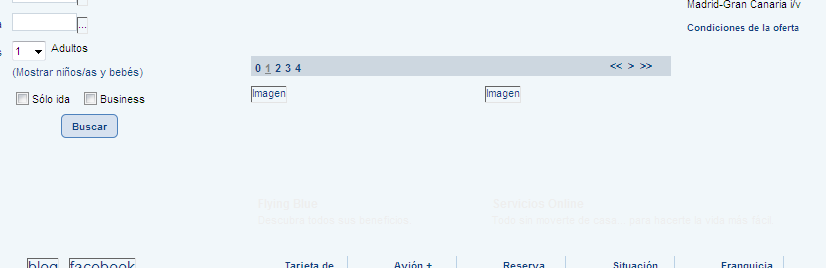 Madrid-Gran Canaria i/v
...
Condiciones de la oferta
1 Adultos
(Mostrar niños/as y bebés)
0 1 2 3 4 << > >>
Imagen Imagen
Sólo ida Business
Buscar
Flying Blue Servicios Online
Descubra todos sus beneficios. Todo sin moverte de casa... para hacerte la vida más fácil
blog facebook
Tarjeta de Avión + Reserva Situación Franquicia